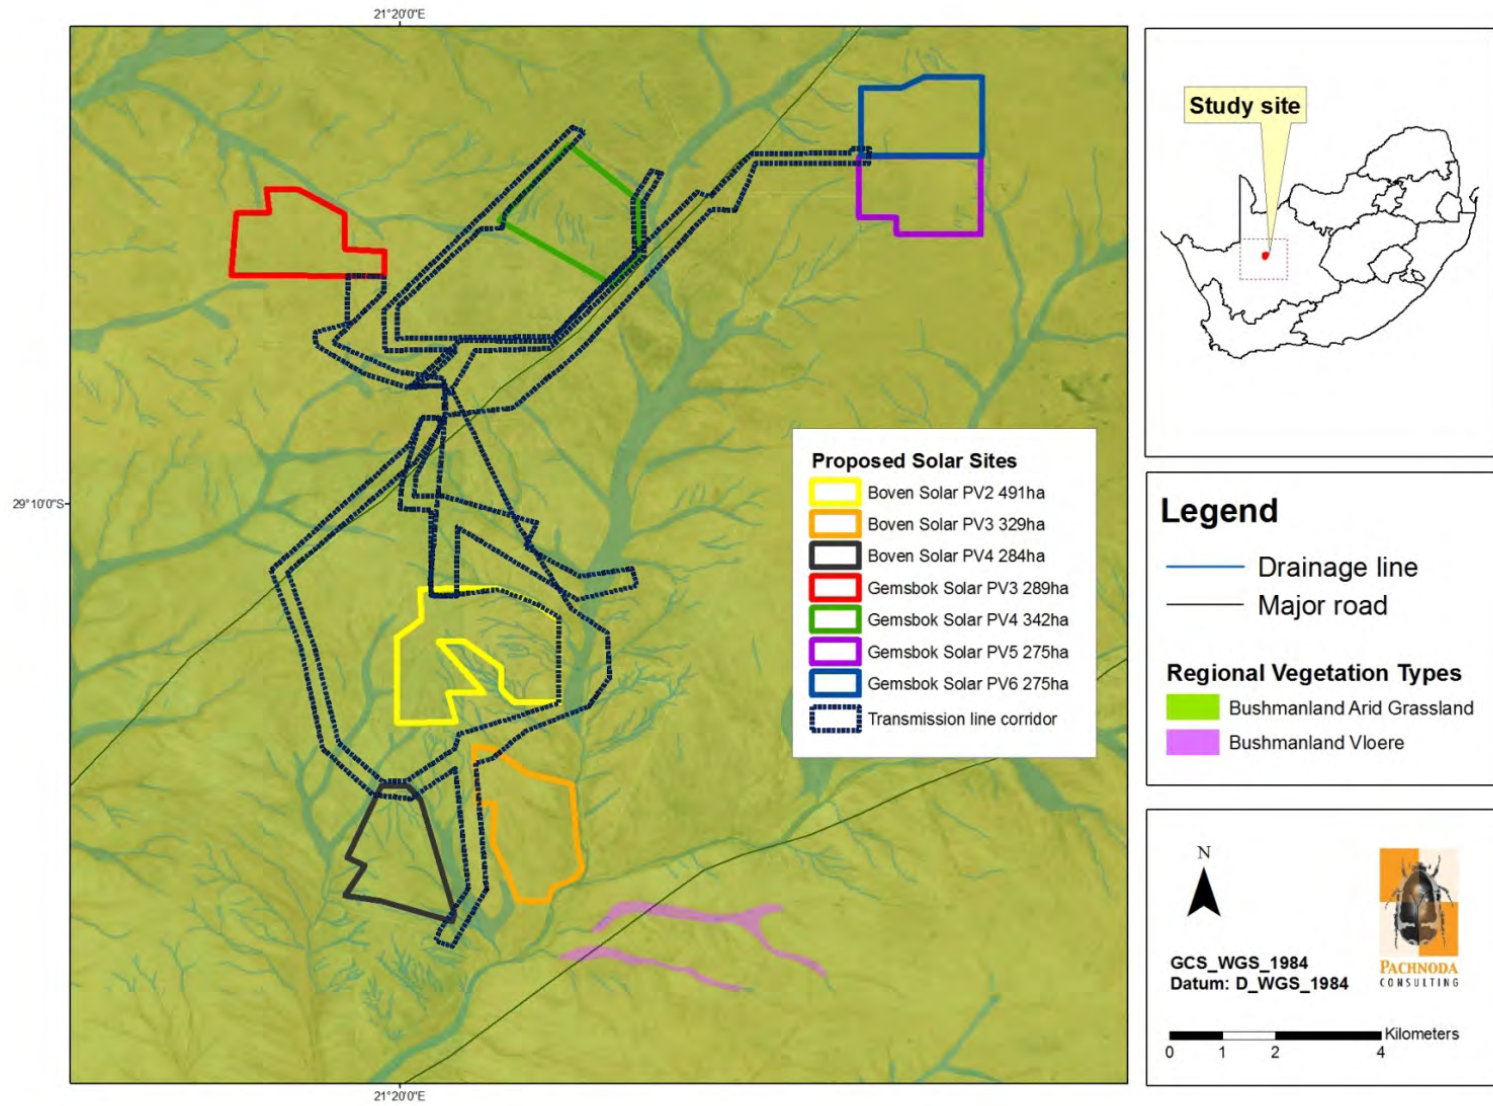 21°20'0"E
29°10'0"S
Proposed Solar Sites
Boven Solar PV2 491ha
Boven Solar PV3 329ha
Boven Solar PV4 284ha
Gemsbok Solar PV3 289ha
Gemsbok Solar PV4 342ha
Gemsbok Solar PV5 275ha
Gemsbok Solar PV6 275ha
Transmission line corridor
21°20'0"E
Study site
Legend
Drainage line
Major road
Regional Vegetation Types
Bushmanland Arid Grassland
Bushmanland Vloere
N
GCS_WGS_1984
Datum: D_WGS_1984
PACHNODA
CONSULTING
Kilometers
0 1 2 4